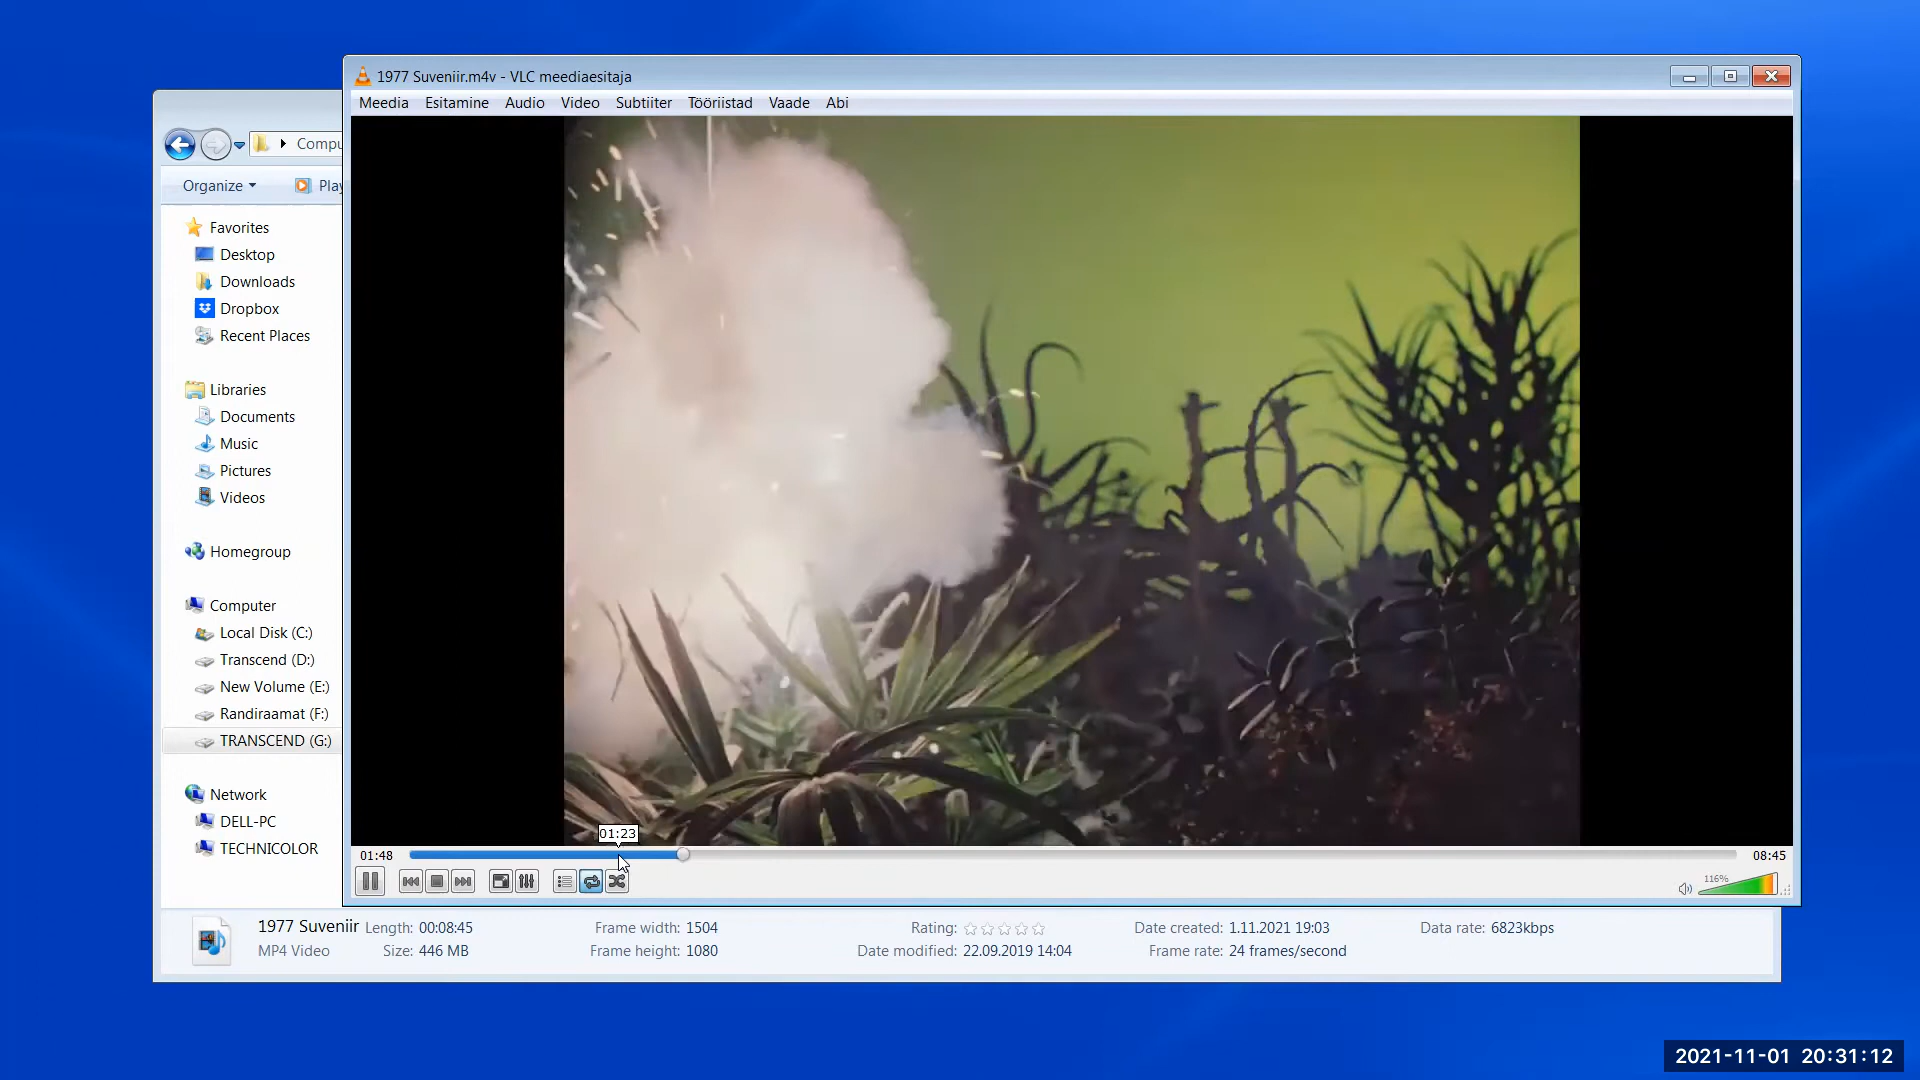 1977 Suveniir.m4v - VLC meediaesitaja
Meedia Esitamine Audio Video Subtiiter Tööriistad Vaade Abi
Compu
Organize Play
Favorites
Desktop
Downloads
Dropbox
Recent Places
Libraries
Documents
Music
Pictures
Videos
Homegroup
Computer
Local Disk (C:)
Transcend (D:)
New Volume (E:)
Randiraamat (F:)
TRANSCEND (G:)
Network
DELL-PC
TECHNICOLOR
01:23
01:48 08:45
116%
1977 Suveniir Length: 00:08:45 Frame width: 1504 Rating: Date created: 1.11.2021 19:03 Data rate: 6823kbps
MP4 Video Size: 446 MB Frame height: 1080 Date modified: 22.09.2019 14:04 Frame rate: 24 frames/second
2021-11-01 20:31:12